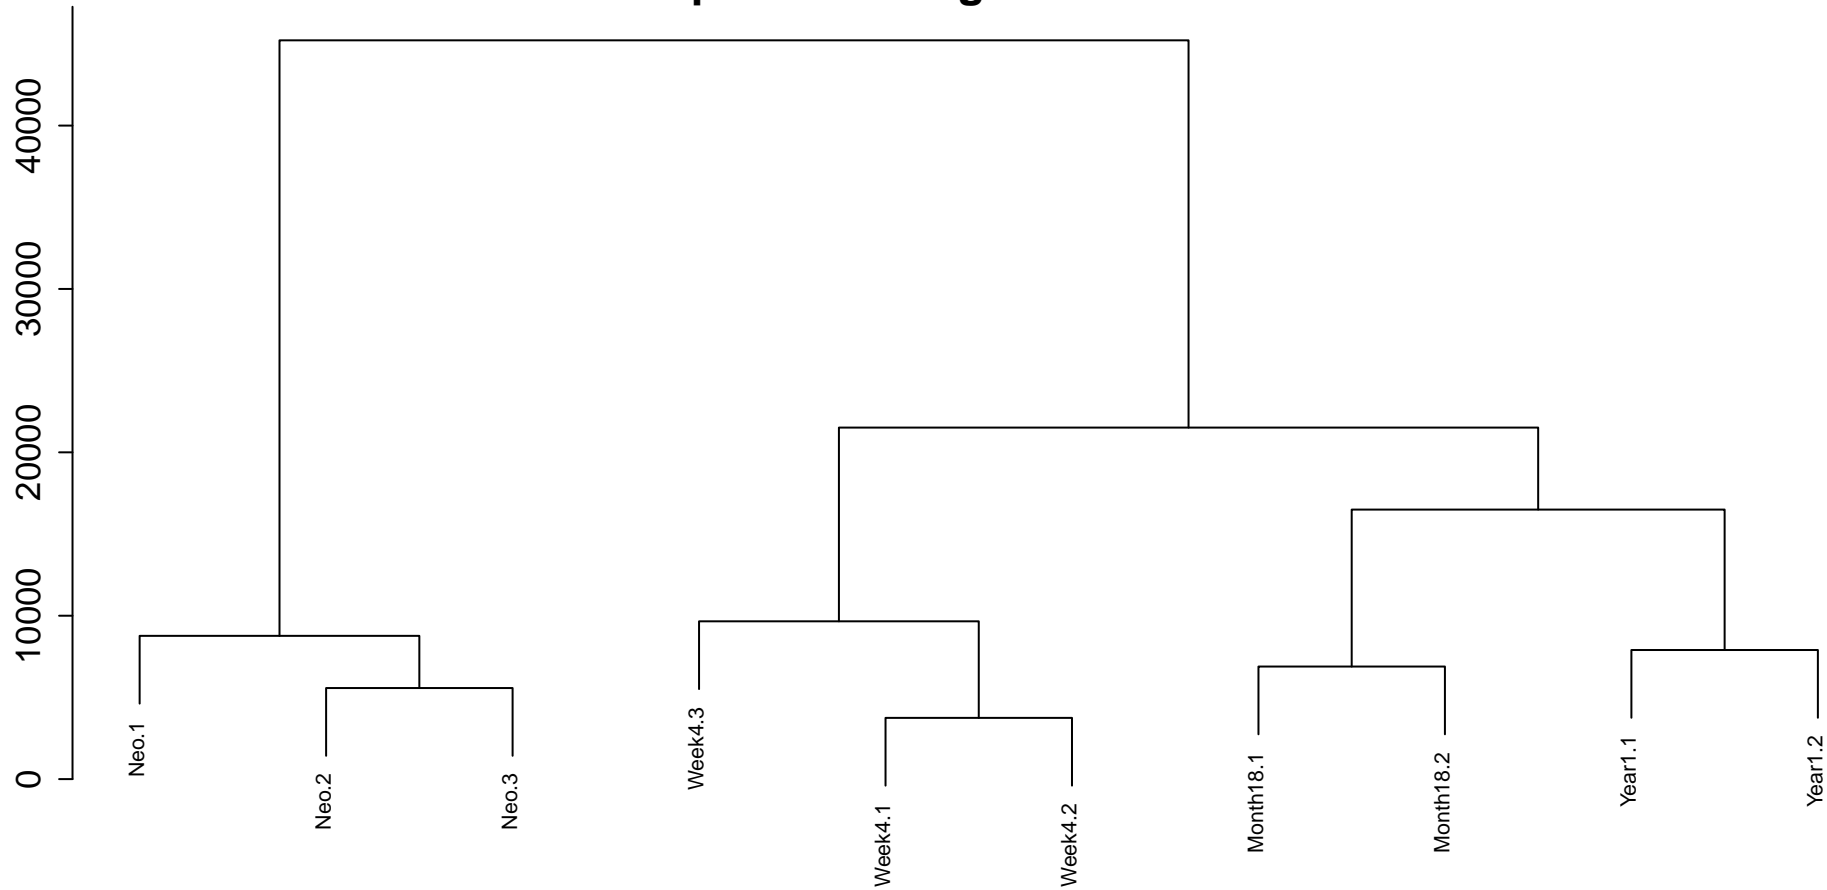 40000
30000
20000
10000
0
Neo.1
Neo.2
Neo.3
Week4.3
Week4.1
Week4.2
Month18.1
Month18.2
Year1.1
Year1.2